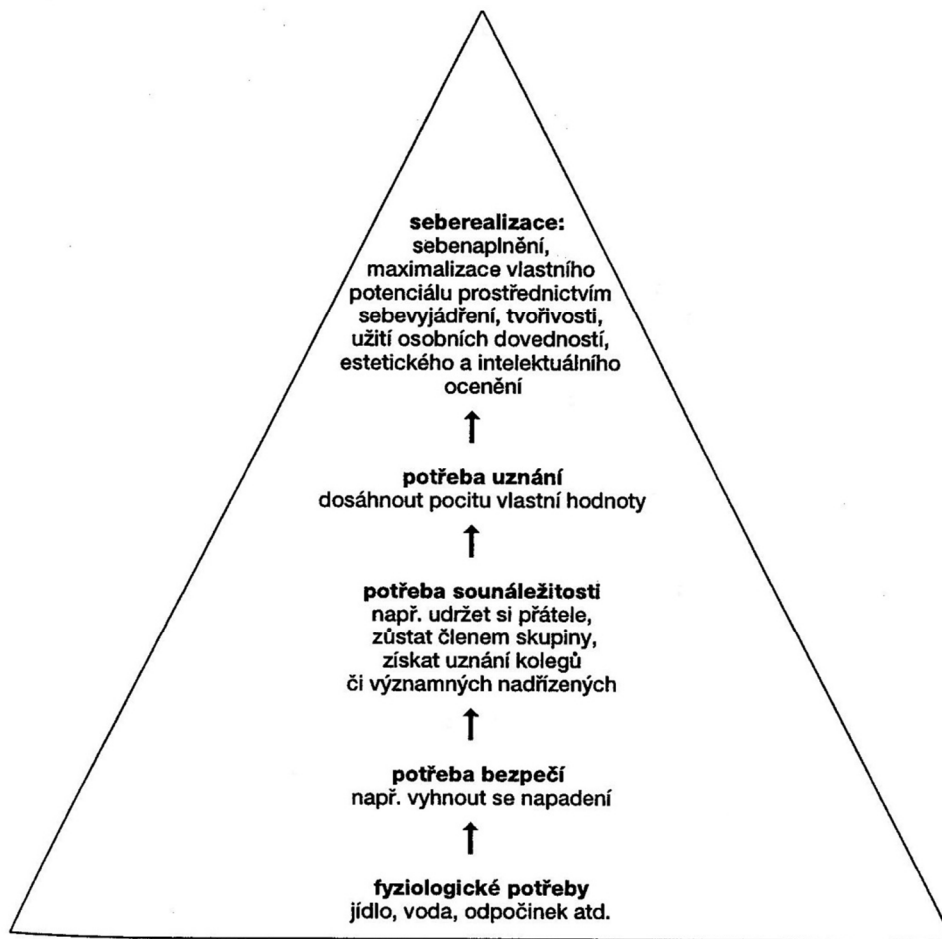 seberealizace:
sebenaplnění,
maximalizace vlastního
potenciálu prostřednictvím
sebevyjádření, tvořivosti,
užití osobních dovedností,
estetického a intelektuálního
ocenění
potřeba uznání
dosáhnout pocitu vlastní hodnoty
potřeba sounáležitosti
např. udržet si přátele,
zůstat členem skupiny,
získat uznání kolegů
či významných nadřízených
potřeba bezpečí
např. vyhnout se napadení
fyziologické potřeby
jídlo, voda, odpočinek atd.